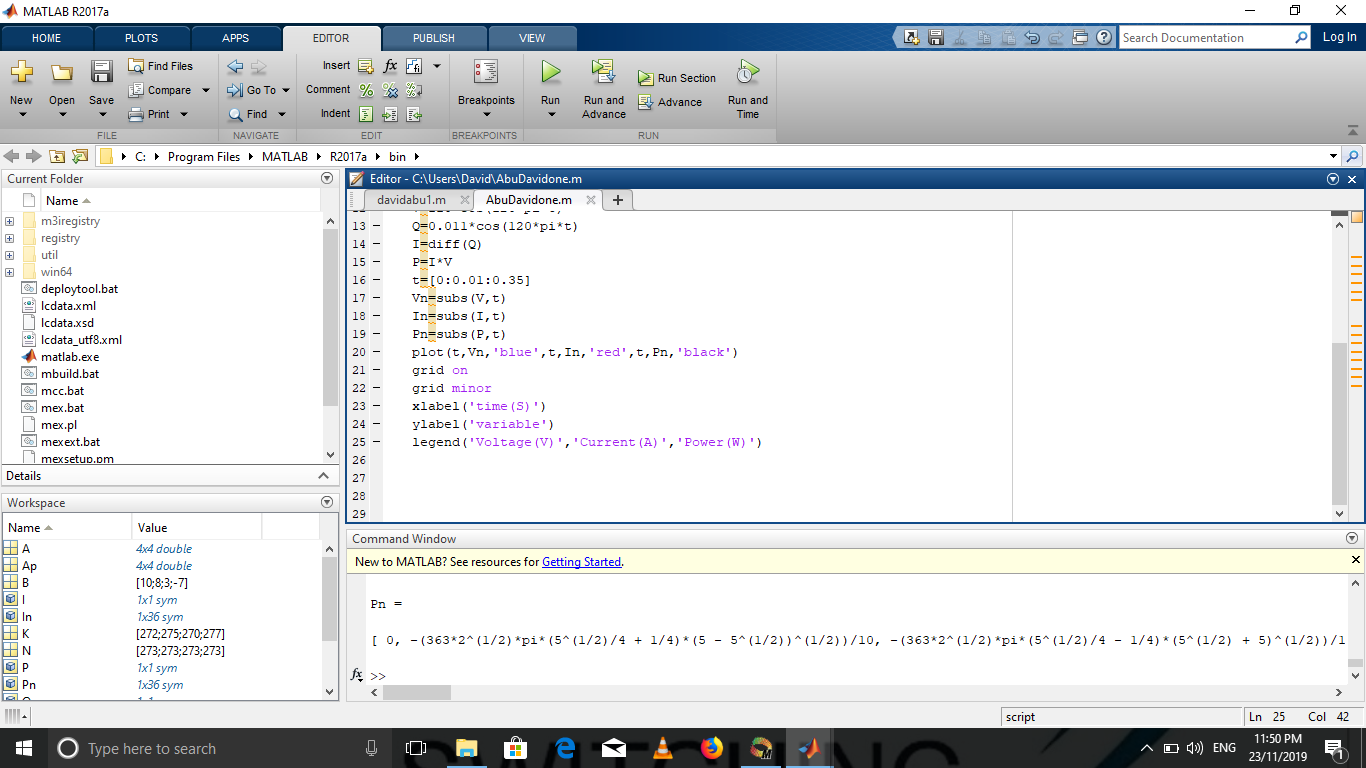 MATLAB R2017a
HOME PLOTS APPS EDITOR PUBLISH VIEW
Search Documentation
Log In
New
Open
Save
Find Files
Compare
Print
FILE
Go To
Find
NAVIGATE
Insert
Comment
Indent
EDIT
Breakpoints
BREAKPOINTS
Run
Run and Advance
Run Section
Advance
Run and Time
RUN
C: Program Files MATLAB R2017a bin
Current Folder
Name
m3iregistry
registry
util
win64
deploytool.bat
lcdata.xml
lcdata.xsd
lcdata_utf8.xml
matlab.exe
mbuild.bat
mcc.bat
mex.bat
mex.pl
mexext.bat
mexsetup.pm
Details
Workspace
Name Value
A 4x4 double
Ap 4x4 double
B [10;8;3;-7]
I 1x1 sym
In 1x36 sym
K [272;275;270;277]
N [273;273;273;273]
P 1x1 sym
Pn 1x36 sym
Editor - C:\Users\David\AbuDavidone.m
davidabu1.m AbuDavidone.m
13 – Q=0.011*cos(120*pi*t)
14 – I=diff(Q)
15 – P=I*V
16 – t=[0:0.01:0.35]
17 – Vn=subs(V,t)
18 – In=subs(I,t)
19 – Pn=subs(P,t)
20 – plot(t,Vn,'blue',t,In,'red',t,Pn,'black')
21 – grid on
22 – grid minor
23 – xlabel('time(S)')
24 – ylabel('variable')
25 – legend('Voltage(V)','Current(A)','Power(W)')
26
27
28
29
Command Window
New to MATLAB? See resources for Getting Started.
Pn =
[ 0, -(363*2^(1/2)*pi*(5^(1/2)/4 + 1/4)*(5 - 5^(1/2))^(1/2))/10, -(363*2^(1/2)*pi*(5^(1/2)/4 - 1/4)*(5^(1/2) + 5)^(1/2))/1
fx >>
script Ln 25 Col 42
Type here to search
ENG
11:50 PM
23/11/2019
1